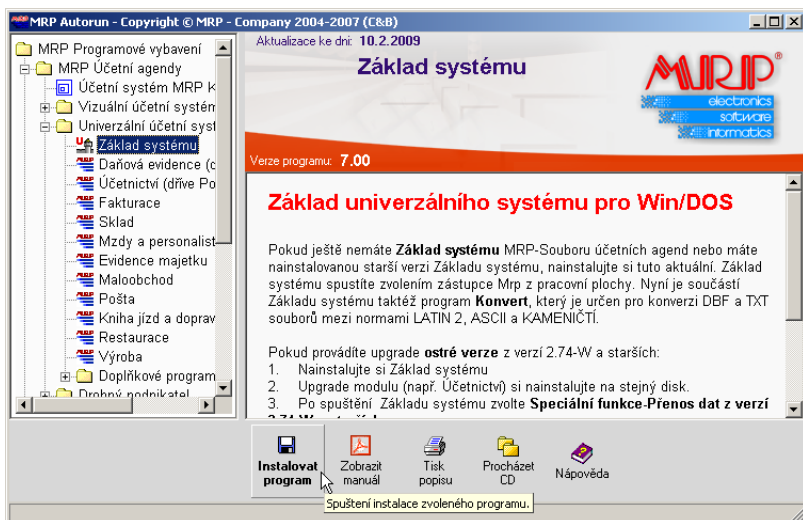 MRP Autorun - Copyright © MRP - Company 2004-2007 (C&B)
MRP Programové vybavení
MRP Účetní agendy
Účetní systém MRP K
Vizuální účetní systém
Univerzální účetní syst
Základ systému
Daňová evidence (d
Účetnictví (dříve Po
Fakturace
Sklad
Mzdy a personalist
Evidence majetku
Maloobchod
Pošta
Kniha jízd a doprav
Restaurace
Výroba
Doplňkové program
Drobný podnikatel
Aktualizace ke dni: 10.2.2009
Základ systému
MRP®
electronics
software
informatics
Verze programu: 7.00
Základ univerzálního systému pro Win/DOS
Pokud ještě nemáte Základ systému MRP-Souboru účetních agend nebo máte
nainstalovanou starší verzi Základu systému, nainstalujte si tuto aktuální. Základ
systému spustíte zvolením zástupce Mrp z pracovní plochy. Nyní je součástí
Základu systému taktéž program Konvert, který je určen pro konverzi DBF a TXT
souborů mezi normami LATIN 2, ASCII a KAMENIČTÍ.
Pokud provádíte upgrade ostré verze z verzí 2.74-W a starších:
1. Nainstalujte si Základ systému
2. Upgrade modulu (např. Účetnictví) si nainstalujte na stejný disk.
3. Po spuštění Základu systému zvolte Speciální funkce-Přenos dat z verzí
Instalovat program
Zobrazit manuál
Tisk popisu
Procházet CD
Nápověda
Spuštení instalace zvoleného programu.